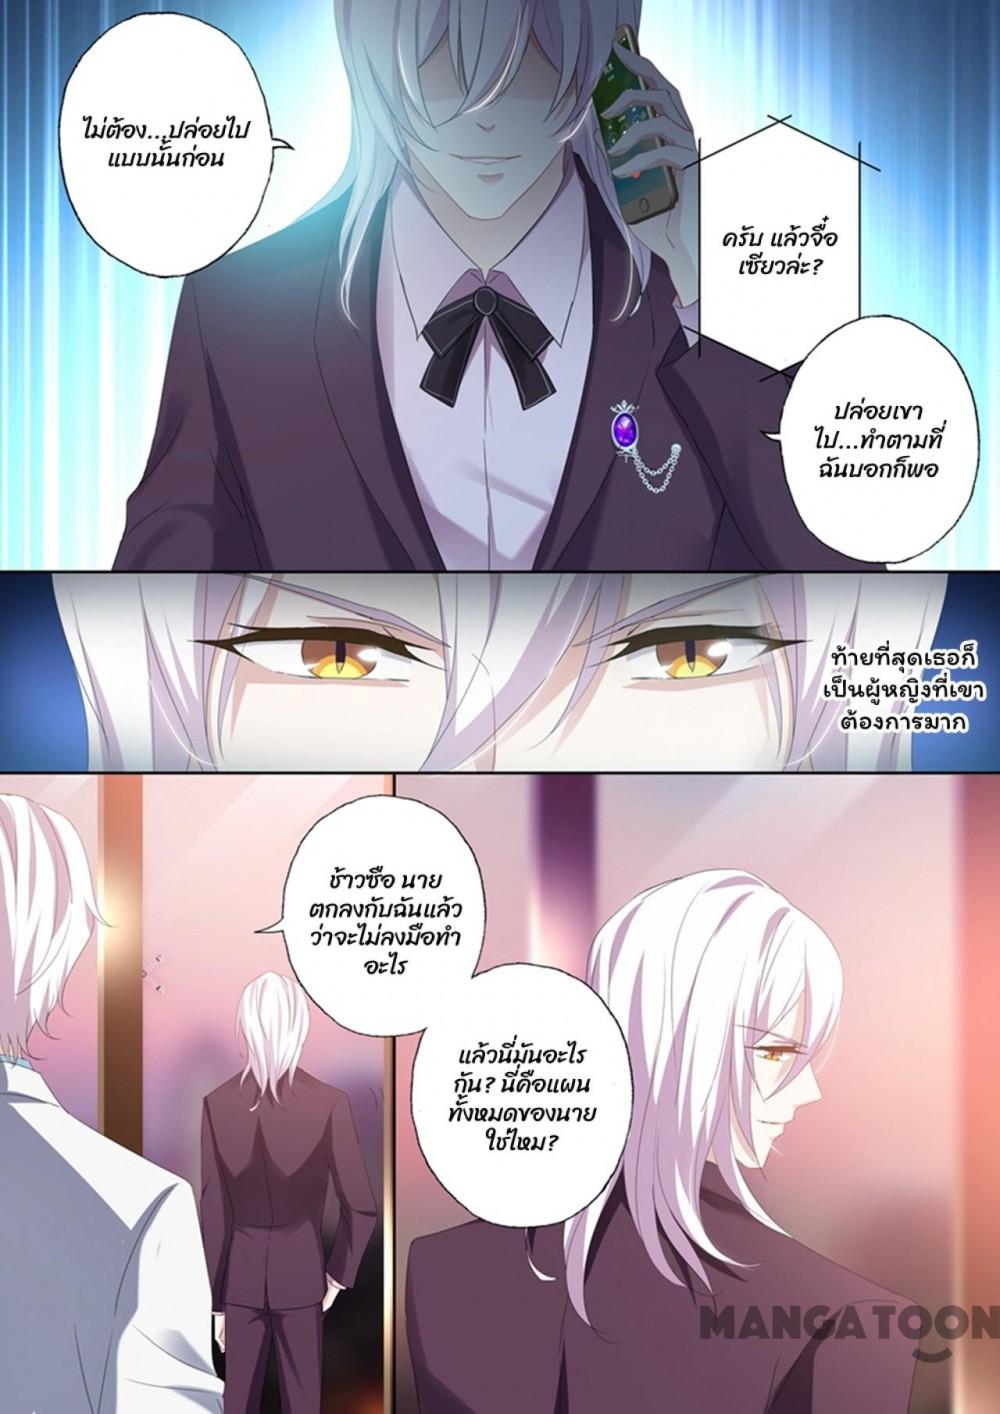 ไม่ต้อง...ปล่อยไป
แบบนั้นก่อน
ครับ แล้วจื่อ
เซียวล่ะ?
ปล่อยเขา
ไป...ทำตามที่
ฉันบอกก็พอ
ท้ายที่สุดเธอก็
เป็นผู้หญิงที่เขา
ต้องการมาก
ช้าวซือ นาย
ตกลงกับฉันแล้ว
ว่าจะไม่ลงมือทำ
อะไร
แล้วนี่มันอะไร
กัน? นี่คือแผน
ทั้งหมดของนาย
ใช่ไหม?
MANGATOON